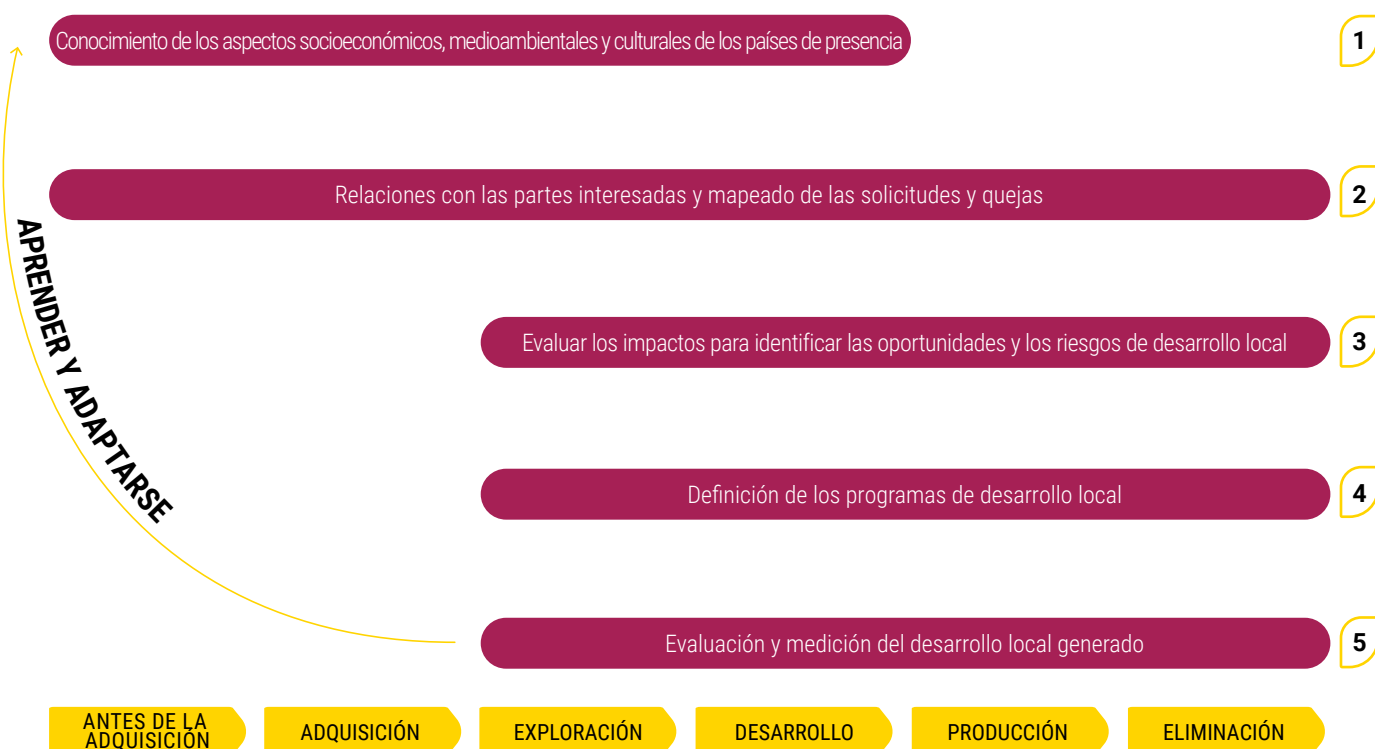 Conocimiento de los aspectos socioeconómicos, medioambientales y culturales de los países de presencia
1
Relaciones con las partes interesadas y mapeado de las solicitudes y quejas
2
APRENDER Y ADAPTARSE
Evaluar los impactos para identificar las oportunidades y los riesgos de desarrollo local
3
Definición de los programas de desarrollo local
4
Evaluación y medición del desarrollo local generado
5
ANTES DE LA
ADQUISICIÓN
ADQUISICIÓN
EXPLORACIÓN
DESARROLLO
PRODUCCIÓN
ELIMINACIÓN